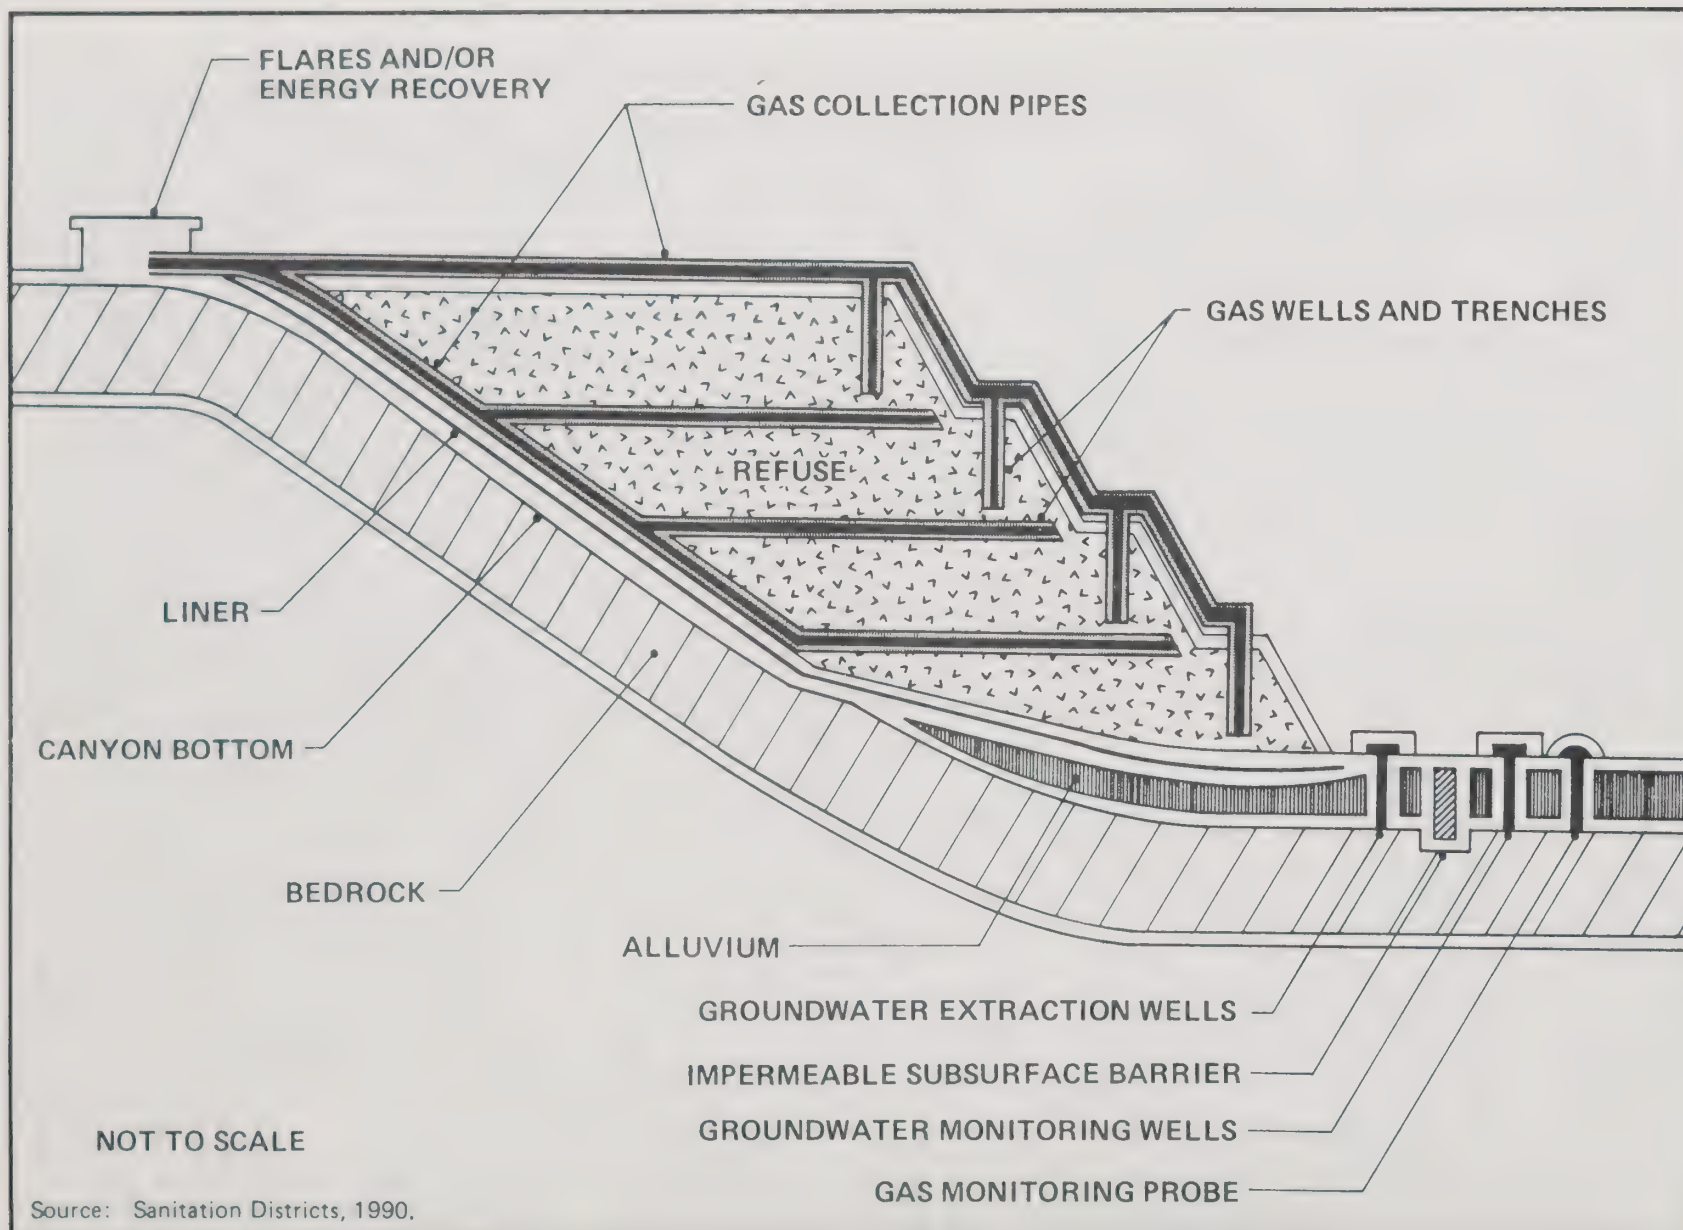 FLARES AND/OR
ENERGY RECOVERY
GAS COLLECTION PIPES
GAS WELLS AND TRENCHES
REFUSE
LINER
CANYON BOTTOM
BEDROCK
ALLUVIUM
GROUNDWATER EXTRACTION WELLS
IMPERMEABLE SUBSURFACE BARRIER
GROUNDWATER MONITORING WELLS
GAS MONITORING PROBE
NOT TO SCALE
Source: Sanitation Districts, 1990.